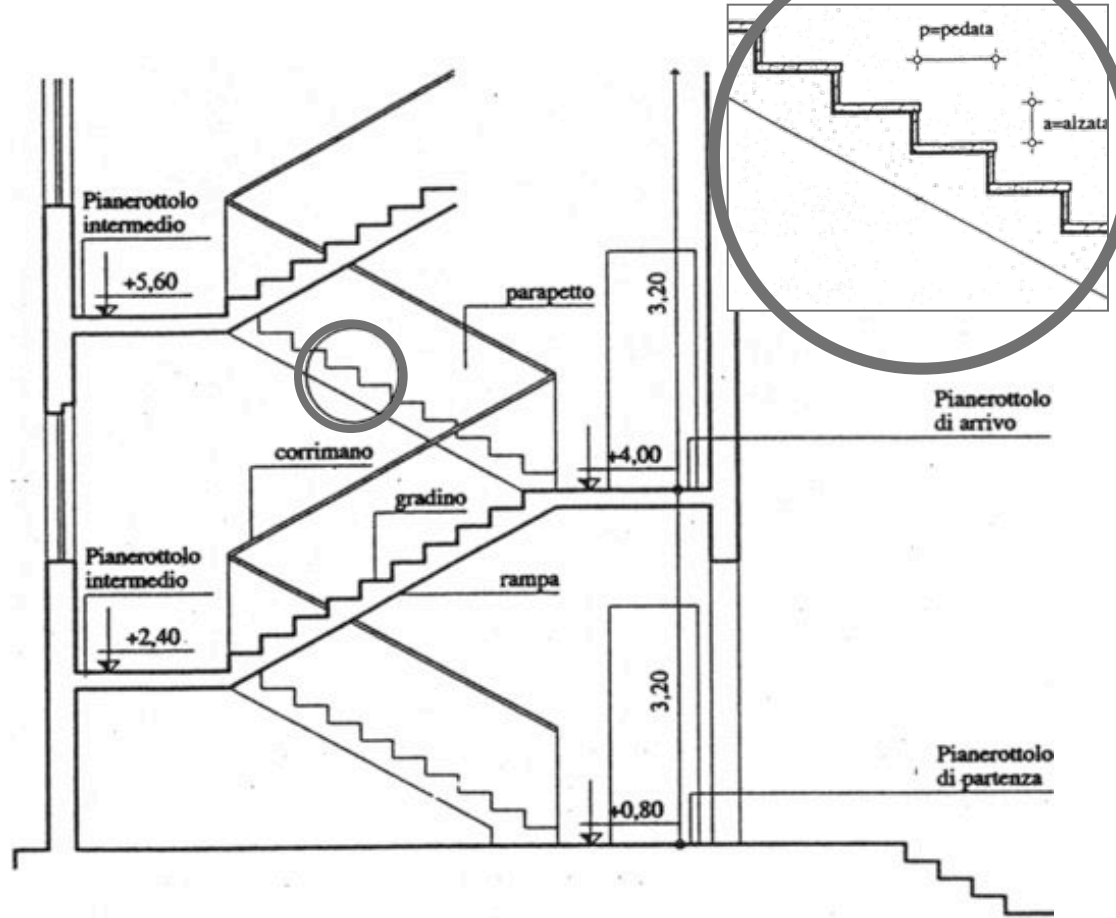 p=pedata
a=alzata
Pianerottolo
intermedio
+5,60
parapetto
3,20
Pianerottolo
di arrivo
+4,00
corrimano
gradino
Pianerottolo
intermedio
rampa
+2,40
3,20
Pianerottolo
di partenza
+0,80